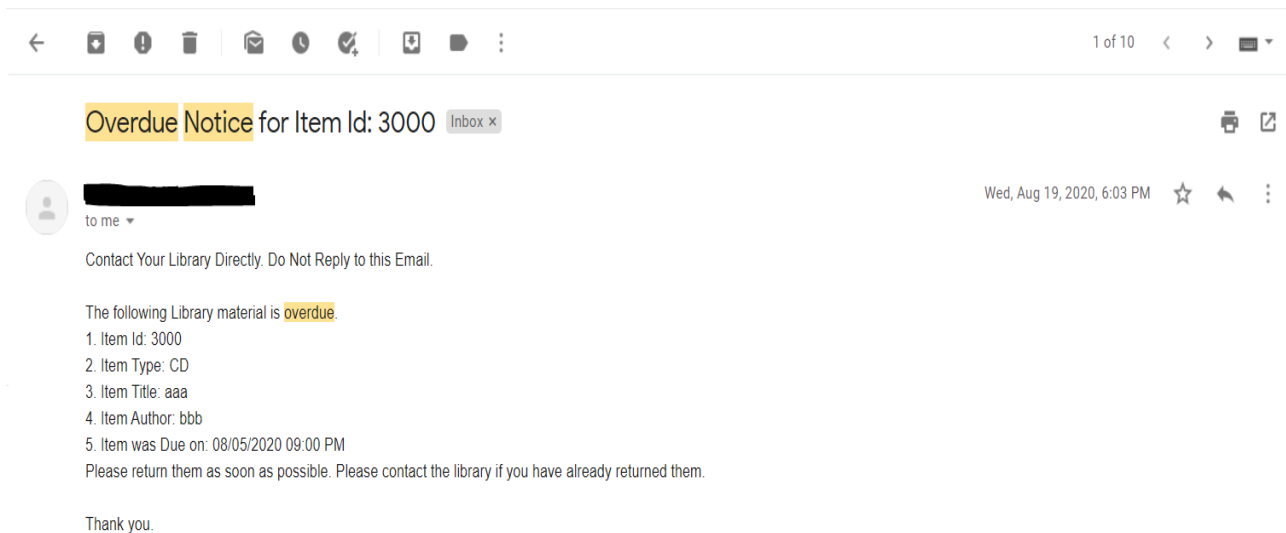 1 of 10
Overdue Notice for Item Id: 3000 Inbox ×
Wed, Aug 19, 2020, 6:03 PM
to me
Contact Your Library Directly. Do Not Reply to this Email.
The following Library material is overdue.
1. Item Id: 3000
2. Item Type: CD
3. Item Title: aaa
4. Item Author: bbb
5. Item was Due on: 08/05/2020 09:00 PM
Please return them as soon as possible. Please contact the library if you have already returned them.
Thank you.